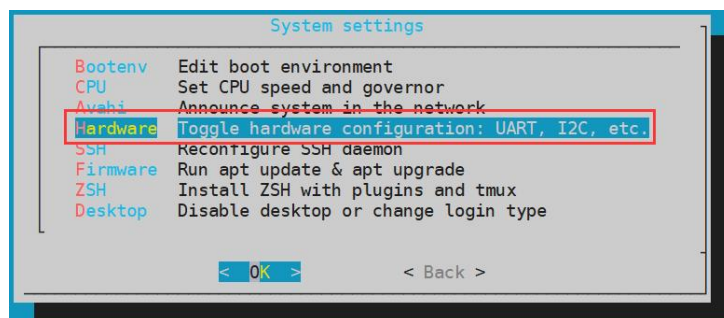 System settings
Bootenv Edit boot environment
CPU Set CPU speed and governor
Avahi Announce system in the network
Hardware Toggle hardware configuration: UART, I2C, etc.
SSH Reconfigure SSH daemon
Firmware Run apt update & apt upgrade
ZSH Install ZSH with plugins and tmux
Desktop Disable desktop or change login type
< OK > < Back >